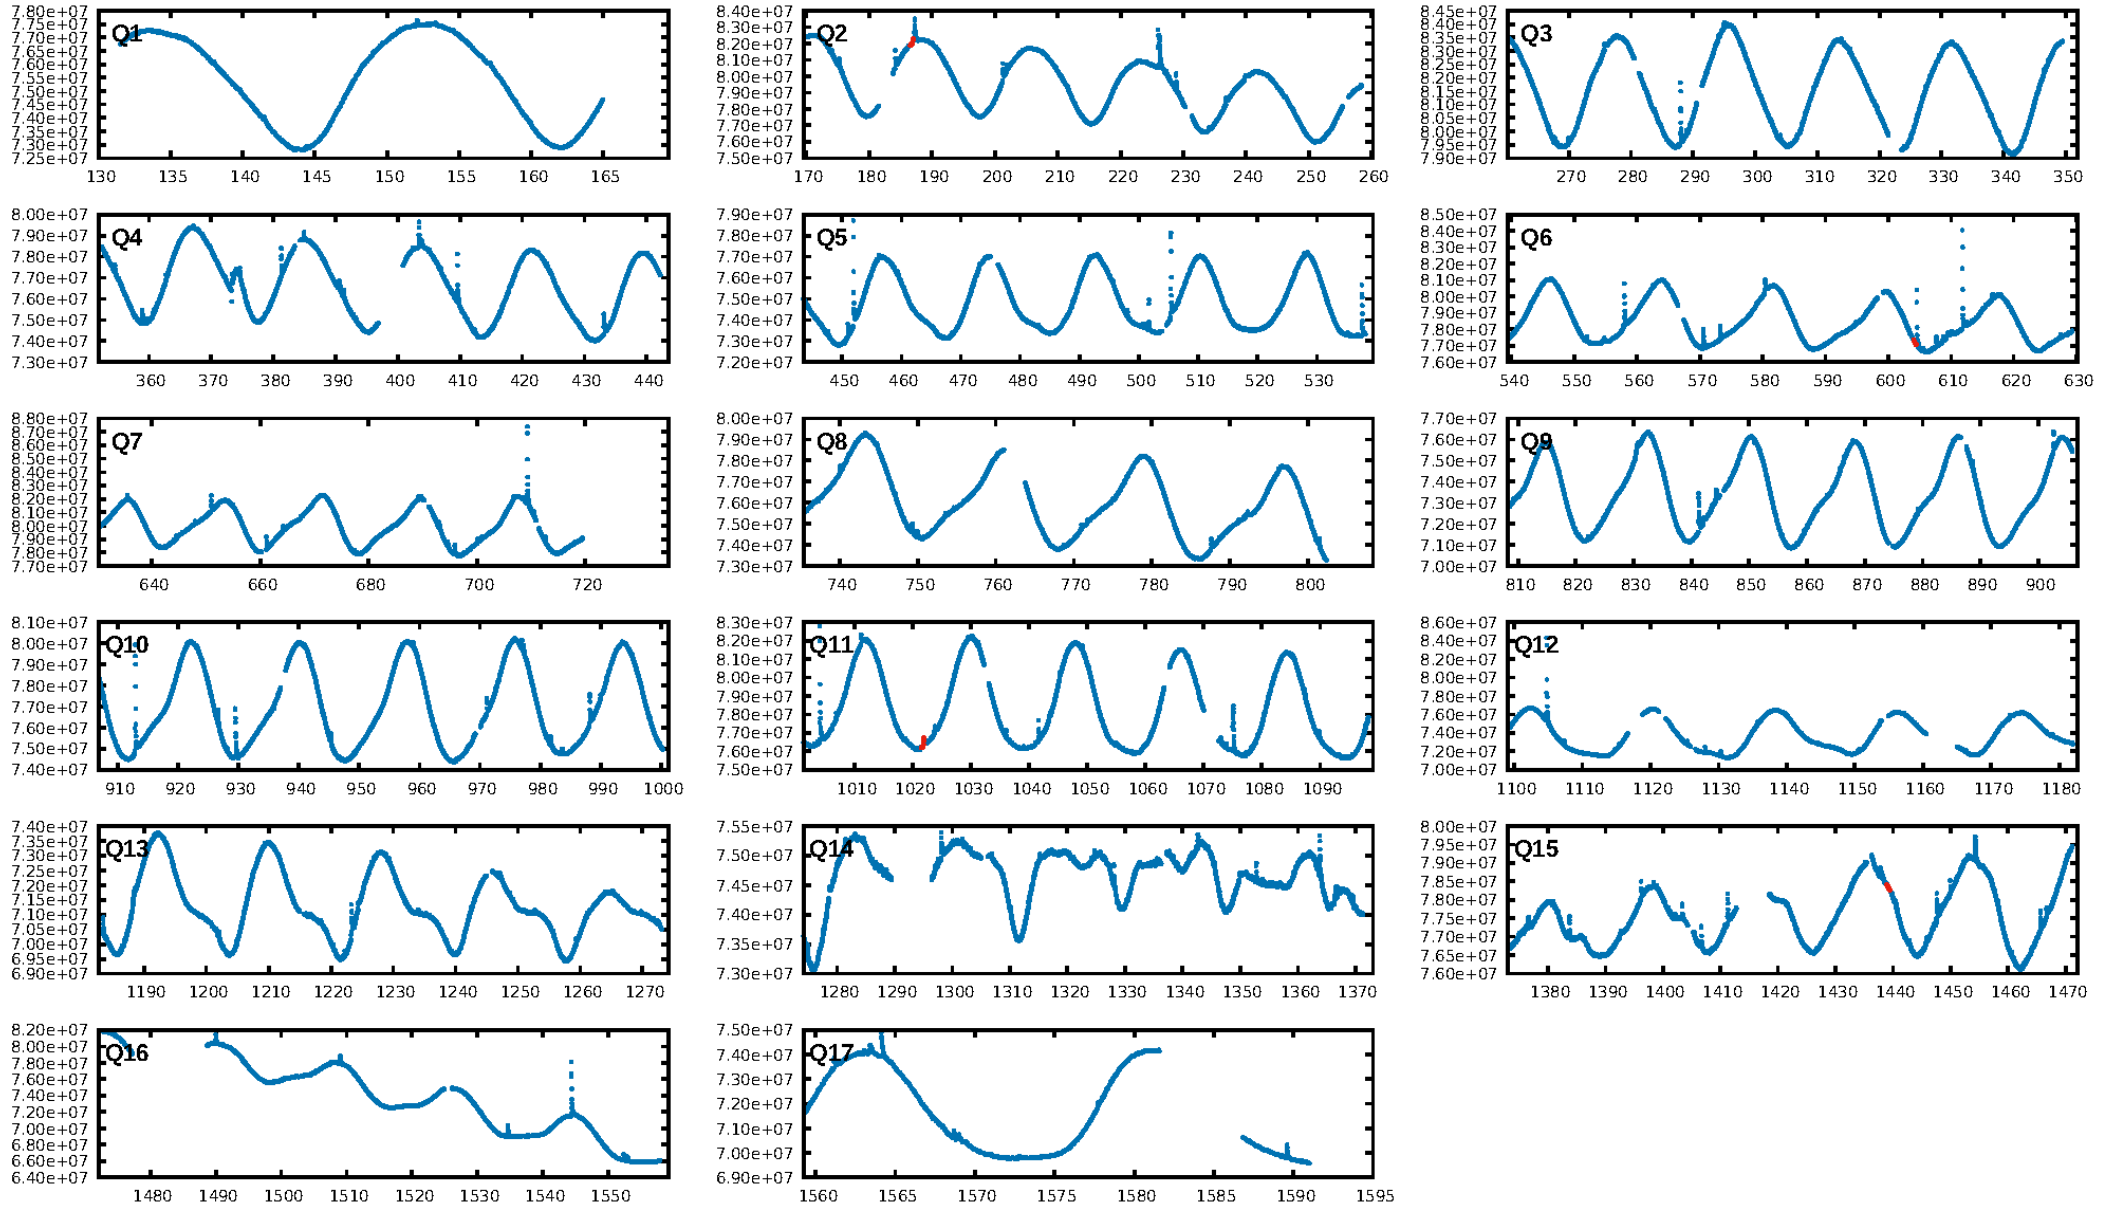 7.80e+07 7.75e+07 7.70e+07 7.65e+07 7.60e+07 7.55e+07 7.50e+07 7.45e+07 7.40e+07 7.35e+07 7.30e+07 7.25e+07
Q1
130 135 140 145 150 155 160 165
8.40e+07 8.30e+07 8.20e+07 8.10e+07 8.00e+07 7.90e+07 7.80e+07 7.70e+07 7.60e+07 7.50e+07
Q2
170 180 190 200 210 220 230 240 250 260
8.45e+07 8.40e+07 8.35e+07 8.30e+07 8.25e+07 8.20e+07 8.15e+07 8.10e+07 8.05e+07 8.00e+07 7.95e+07 7.90e+07
Q3
270 280 290 300 310 320 330 340 350
8.00e+07 7.90e+07 7.80e+07 7.70e+07 7.60e+07 7.50e+07 7.40e+07 7.30e+07
Q4
360 370 380 390 400 410 420 430 440
7.90e+07 7.80e+07 7.70e+07 7.60e+07 7.50e+07 7.40e+07 7.30e+07 7.20e+07
Q5
450 460 470 480 490 500 510 520 530
8.50e+07 8.40e+07 8.30e+07 8.20e+07 8.10e+07 8.00e+07 7.90e+07 7.80e+07 7.70e+07 7.60e+07
Q6
540 550 560 570 580 590 600 610 620 630
8.80e+07 8.70e+07 8.60e+07 8.50e+07 8.40e+07 8.30e+07 8.20e+07 8.10e+07 8.00e+07 7.90e+07 7.80e+07 7.70e+07
Q7
640 660 680 700 720
8.00e+07 7.90e+07 7.80e+07 7.70e+07 7.60e+07 7.50e+07 7.40e+07 7.30e+07
Q8
740 750 760 770 780 790 800
7.70e+07 7.60e+07 7.50e+07 7.40e+07 7.30e+07 7.20e+07 7.10e+07 7.00e+07
Q9
810 820 830 840 850 860 870 880 890 900
8.10e+07 8.00e+07 7.90e+07 7.80e+07 7.70e+07 7.60e+07 7.50e+07 7.40e+07
Q10
910 920 930 940 950 960 970 980 990 1000
8.30e+07 8.20e+07 8.10e+07 8.00e+07 7.90e+07 7.80e+07 7.70e+07 7.60e+07 7.50e+07
Q11
1010 1020 1030 1040 1050 1060 1070 1080 1090
8.60e+07 8.40e+07 8.20e+07 8.00e+07 7.80e+07 7.60e+07 7.40e+07 7.20e+07 7.00e+07
Q12
1100 1110 1120 1130 1140 1150 1160 1170 1180
7.40e+07 7.35e+07 7.30e+07 7.25e+07 7.20e+07 7.15e+07 7.10e+07 7.05e+07 7.00e+07 6.95e+07 6.90e+07
Q13
1190 1200 1210 1220 1230 1240 1250 1260 1270
7.55e+07 7.50e+07 7.45e+07 7.40e+07 7.35e+07 7.30e+07
Q14
1280 1290 1300 1310 1320 1330 1340 1350 1360 1370
8.00e+07 7.95e+07 7.90e+07 7.85e+07 7.80e+07 7.75e+07 7.70e+07 7.65e+07 7.60e+07
Q15
1380 1390 1400 1410 1420 1430 1440 1450 1460 1470
8.20e+07 8.00e+07 7.80e+07 7.60e+07 7.40e+07 7.20e+07 7.00e+07 6.80e+07 6.60e+07 6.40e+07
Q16
1480 1490 1500 1510 1520 1530 1540 1550
7.50e+07 7.40e+07 7.30e+07 7.20e+07 7.10e+07 7.00e+07 6.90e+07
Q17
1560 1565 1570 1575 1580 1585 1590 1595